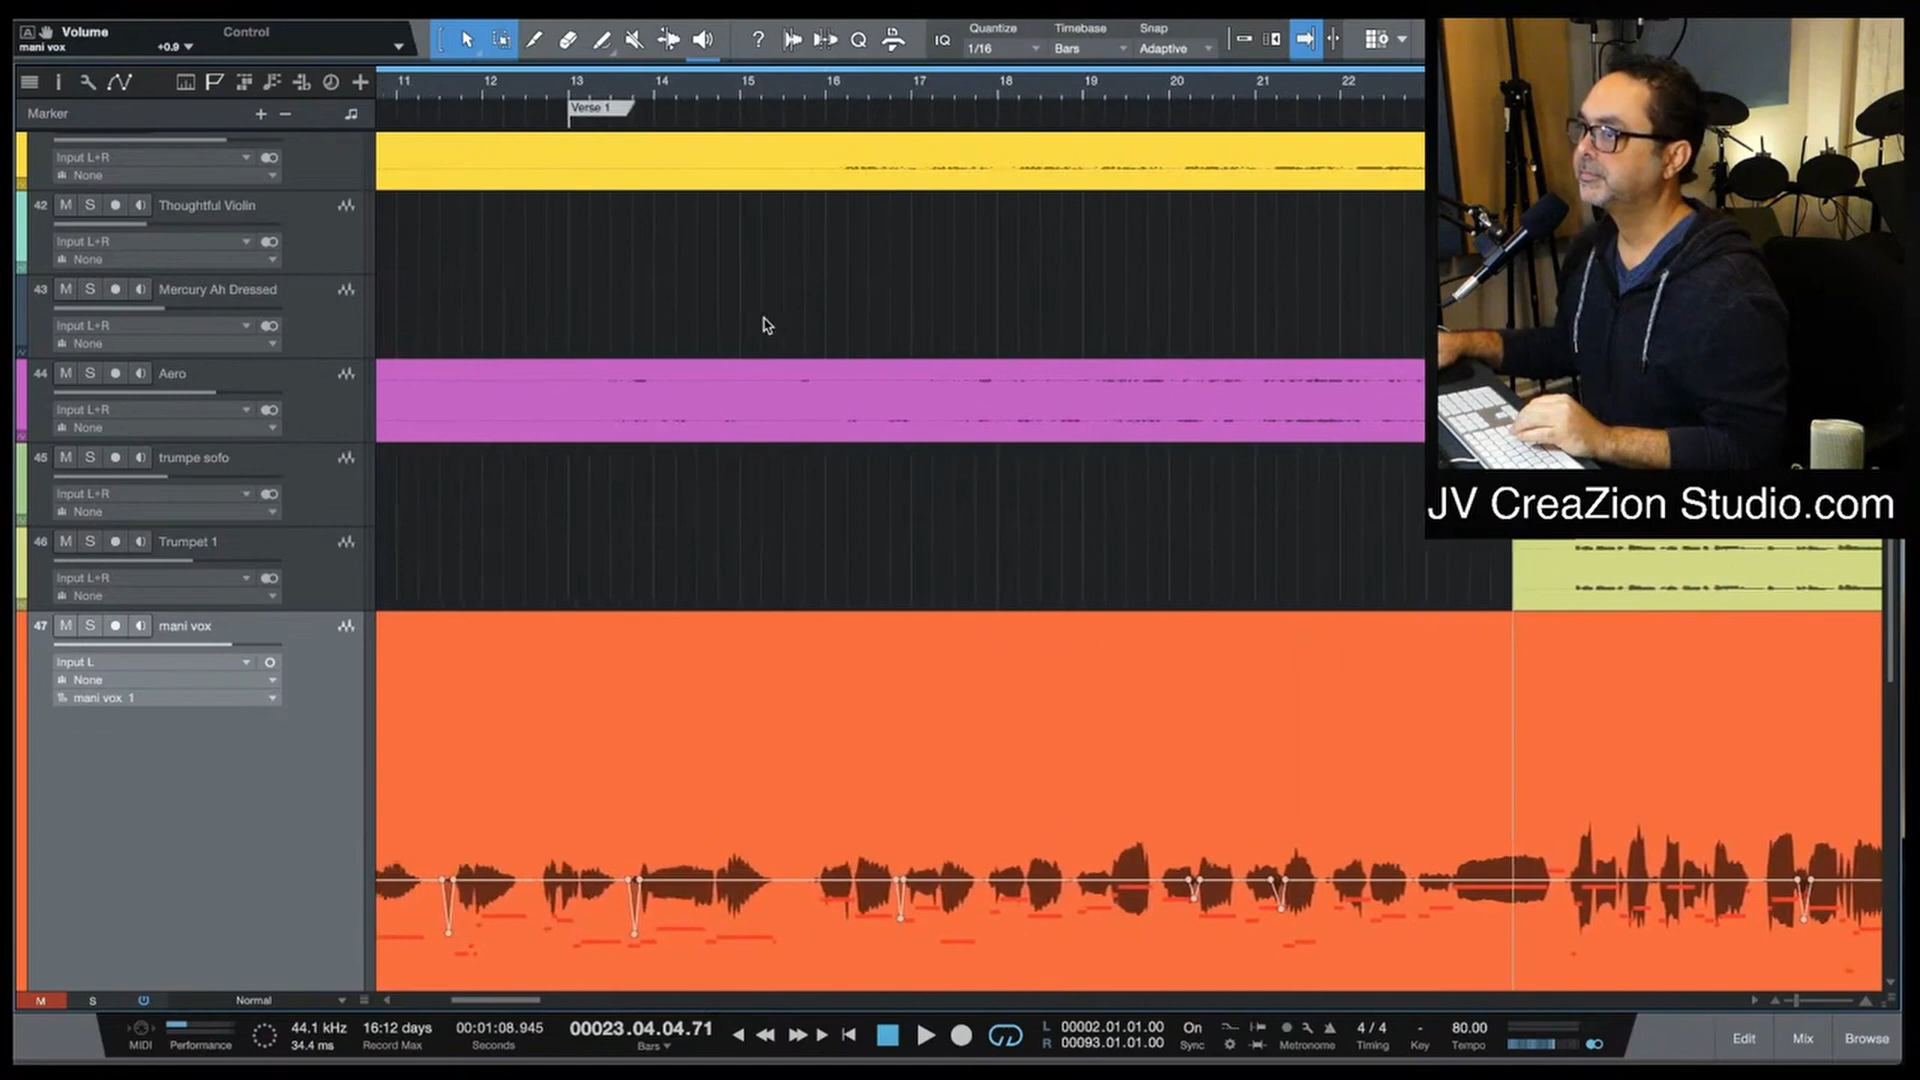 Volume Control
mani vox +0.9
Quantize Timebase Snap
IQ 1/16 Bars Adaptive
11 12 13 14 15 16 17 18 19 20 21 22
Marker
Verse 1
Input L+R
None
42 M S Thoughtful Violin
Input L+R
None
43 M S Mercury Ah Dressed
Input L+R
None
44 M S Aero
Input L+R
None
45 M S trumpe sofo
Input L+R
None
46 M S Trumpet 1
Input L+R
None
47 M S mani vox
Input L
None
mani vox 1
JV CreaZion Studio.com
M S Normal
44.1 kHz 16:12 days 00:01:08.945 00023.04.04.71 L 00002.01.01.00 On 4 / 4 - 80.00
34.4 ms R 00093.01.01.00
MIDI Performance Record Max Seconds Bars Sync Metronome Timing Key Tempo
Edit Mix Browse